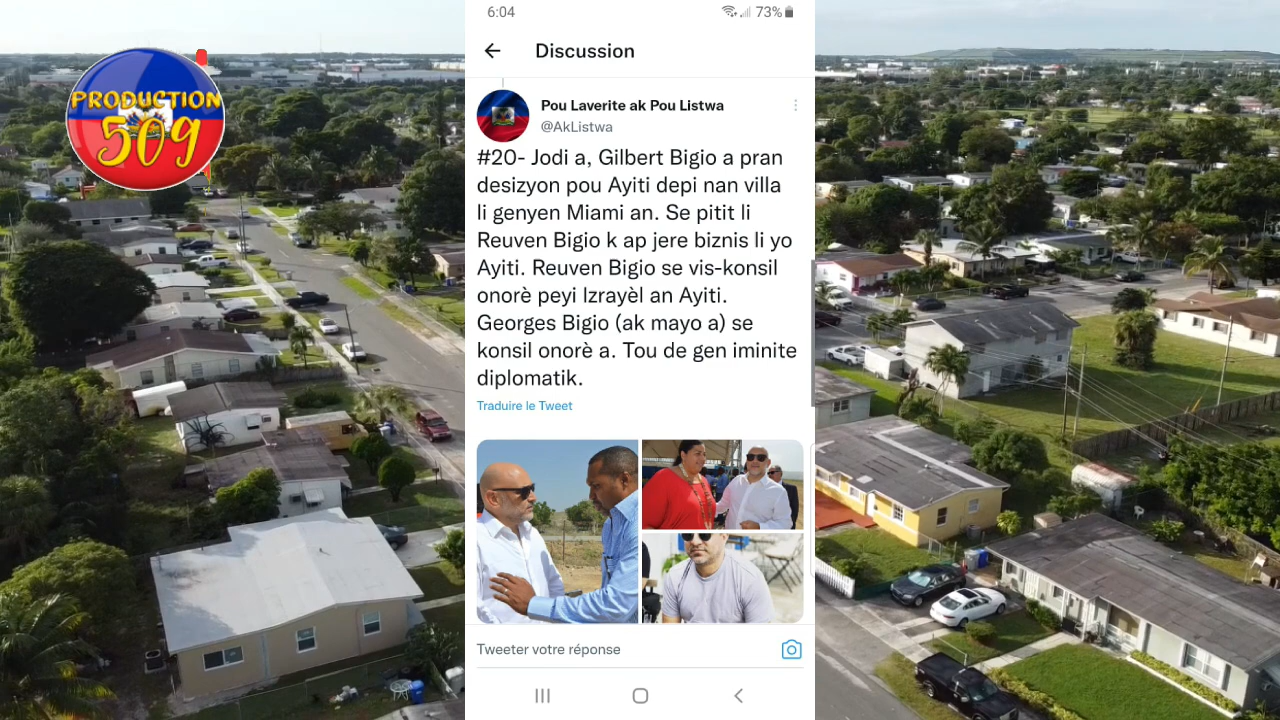 PRODUCTION
509
6:04
73%
Discussion
Pou Laverite ak Pou Listwa
@AkListwa
#20- Jodi a, Gilbert Bigio a pran
desizyon pou Ayiti depi nan villa
li genyen Miami an. Se pitit li
Reuven Bigio k ap jere biznis li yo
Ayiti. Reuven Bigio se vis-konsil
onorè peyi Izrayèl an Ayiti.
Georges Bigio (ak mayo a) se
konsil onorè a. Tou de gen iminite
diplomatik.
Traduire le Tweet
Tweeter votre réponse